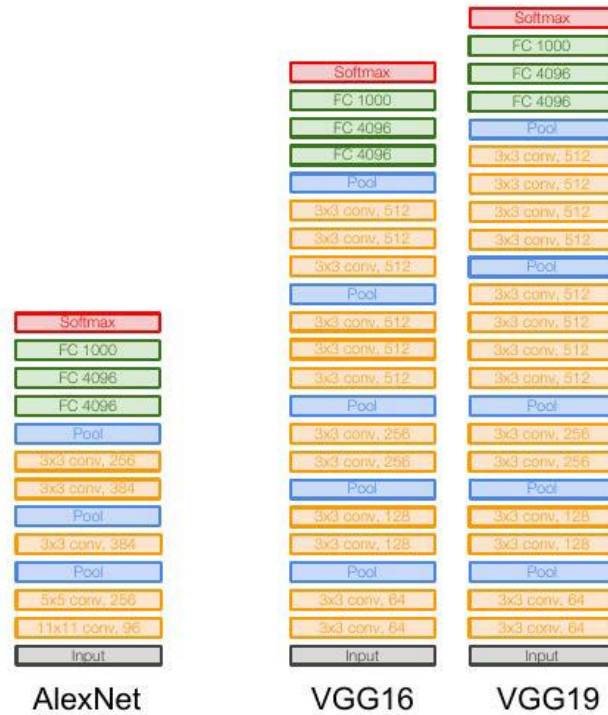 Softmax
FC 1000
FC 4096
FC 4096
Pool
3x3 conv, 256
3x3 conv, 384
Pool
3x3 conv, 384
Pool
5x5 conv, 256
11x11 conv, 96
Input
AlexNet
Softmax
FC 1000
FC 4096
FC 4096
Pool
3x3 conv, 512
3x3 conv, 512
3x3 conv, 512
Pool
3x3 conv, 512
3x3 conv, 512
3x3 conv, 512
Pool
3x3 conv, 256
3x3 conv, 256
Pool
3x3 conv, 128
3x3 conv, 128
Pool
3x3 conv, 64
3x3 conv, 64
Input
VGG16
Softmax
FC 1000
FC 4096
FC 4096
Pool
3x3 conv, 512
3x3 conv, 512
3x3 conv, 512
3x3 conv, 512
Pool
3x3 conv, 512
3x3 conv, 512
3x3 conv, 512
3x3 conv, 512
Pool
3x3 conv, 256
3x3 conv, 256
Pool
3x3 conv, 128
3x3 conv, 128
Pool
3x3 conv, 64
3x3 conv, 64
Input
VGG19